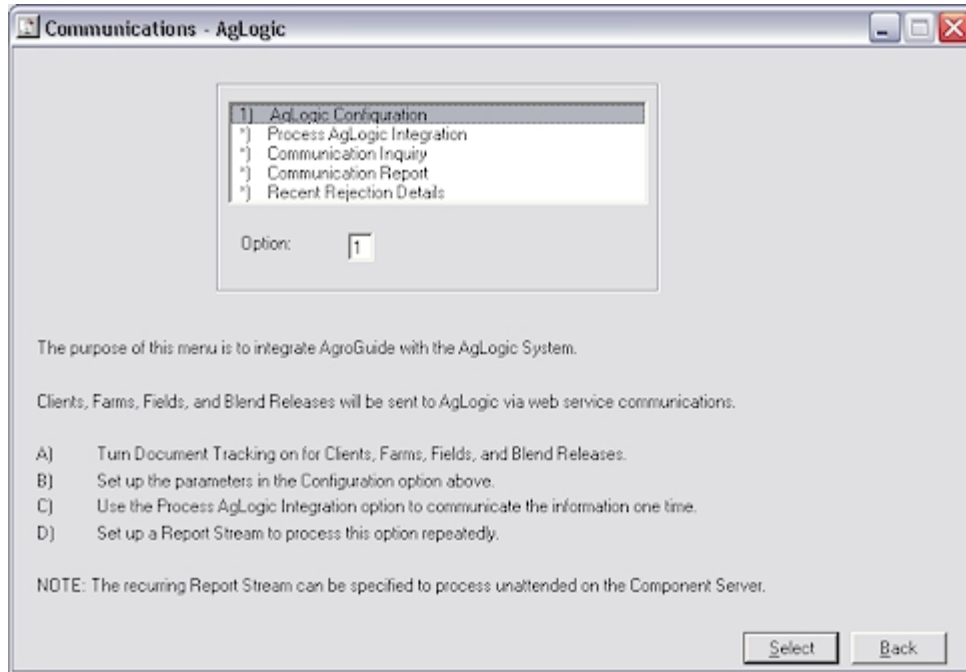 Communications - AgLogic
1) AgLogic Configuration
*) Process AgLogic Integration
*) Communication Inquiry
*) Communication Report
*) Recent Rejection Details
Option: 1
The purpose of this menu is to integrate AgroGuide with the AgLogic System.
Clients, Farms, Fields, and Blend Releases will be sent to AgLogic via web service communications.
A) Turn Document Tracking on for Clients, Farms, Fields, and Blend Releases.
B) Set up the parameters in the Configuration option above.
C) Use the Process AgLogic Integration option to communicate the information one time.
D) Set up a Report Stream to process this option repeatedly.
NOTE: The recurring Report Stream can be specified to process unattended on the Component Server.
Select Back